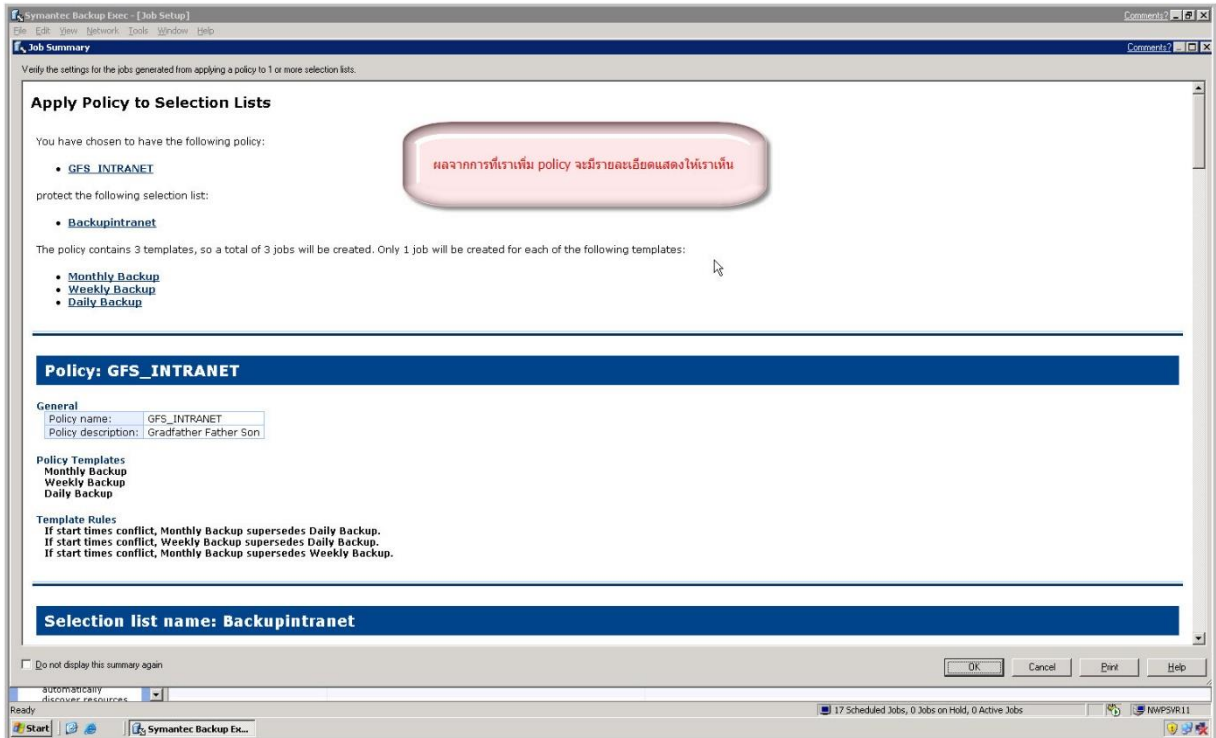 Symantec Backup Exec - [Job Setup]
Comments?
File Edit View Network Tools Window Help
Job Summary
Comments?
Verify the settings for the jobs generated from applying a policy to 1 or more selection lists.
Apply Policy to Selection Lists
You have chosen to have the following policy:
GFS_INTRANET
ผลจากการที่เราเพิ่ม policy จะมีรายละเอียดแสดงให้เราเห็น
protect the following selection list:
Backupintranet
The policy contains 3 templates, so a total of 3 jobs will be created. Only 1 job will be created for each of the following templates:
Monthly Backup
Weekly Backup
Daily Backup
Policy: GFS_INTRANET
General
Policy name: GFS_INTRANET
Policy description: Gradfather Father Son
Policy Templates
Monthly Backup
Weekly Backup
Daily Backup
Template Rules
If start times conflict, Monthly Backup supersedes Daily Backup.
If start times conflict, Weekly Backup supersedes Daily Backup.
If start times conflict, Monthly Backup supersedes Weekly Backup.
Selection list name: Backupintranet
Do not display this summary again
OK Cancel Print Help
automatically
discover resources
Ready
17 Scheduled Jobs, 0 Jobs on Hold, 0 Active Jobs
NWPSVR11
Start
Symantec Backup Ex...